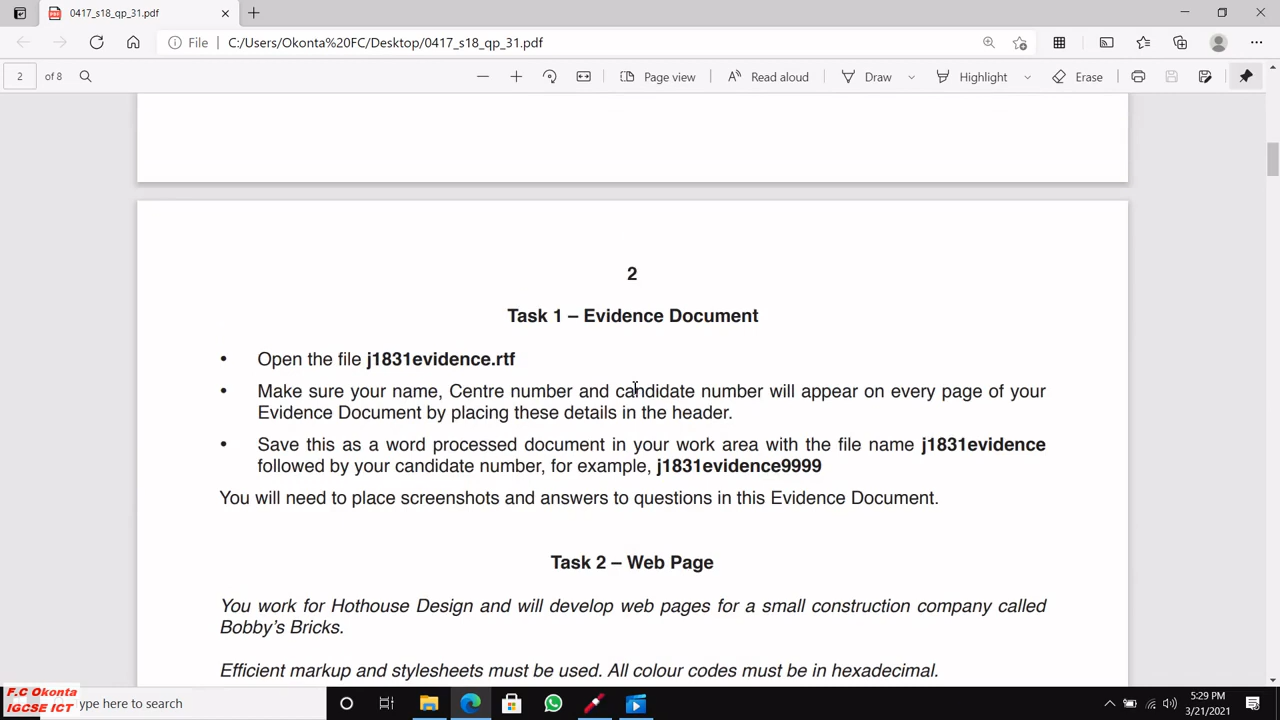 0417_s18_qp_31.pdf
File
C:/Users/Okonta%20FC/Desktop/0417_s18_qp_31.pdf
2 of 8
Page view
Read aloud
Draw
Highlight
Erase
2
Task 1 – Evidence Document
• Open the file j1831evidence.rtf
• Make sure your name, Centre number and candidate number will appear on every page of your
Evidence Document by placing these details in the header.
• Save this as a word processed document in your work area with the file name j1831evidence
followed by your candidate number, for example, j1831evidence9999
You will need to place screenshots and answers to questions in this Evidence Document.
Task 2 – Web Page
You work for Hothouse Design and will develop web pages for a small construction company called
Bobby's Bricks.
Efficient markup and stylesheets must be used. All colour codes must be in hexadecimal.
F.C Okonta
IGCSE ICT
ype here to search
5:29 PM
3/21/2021